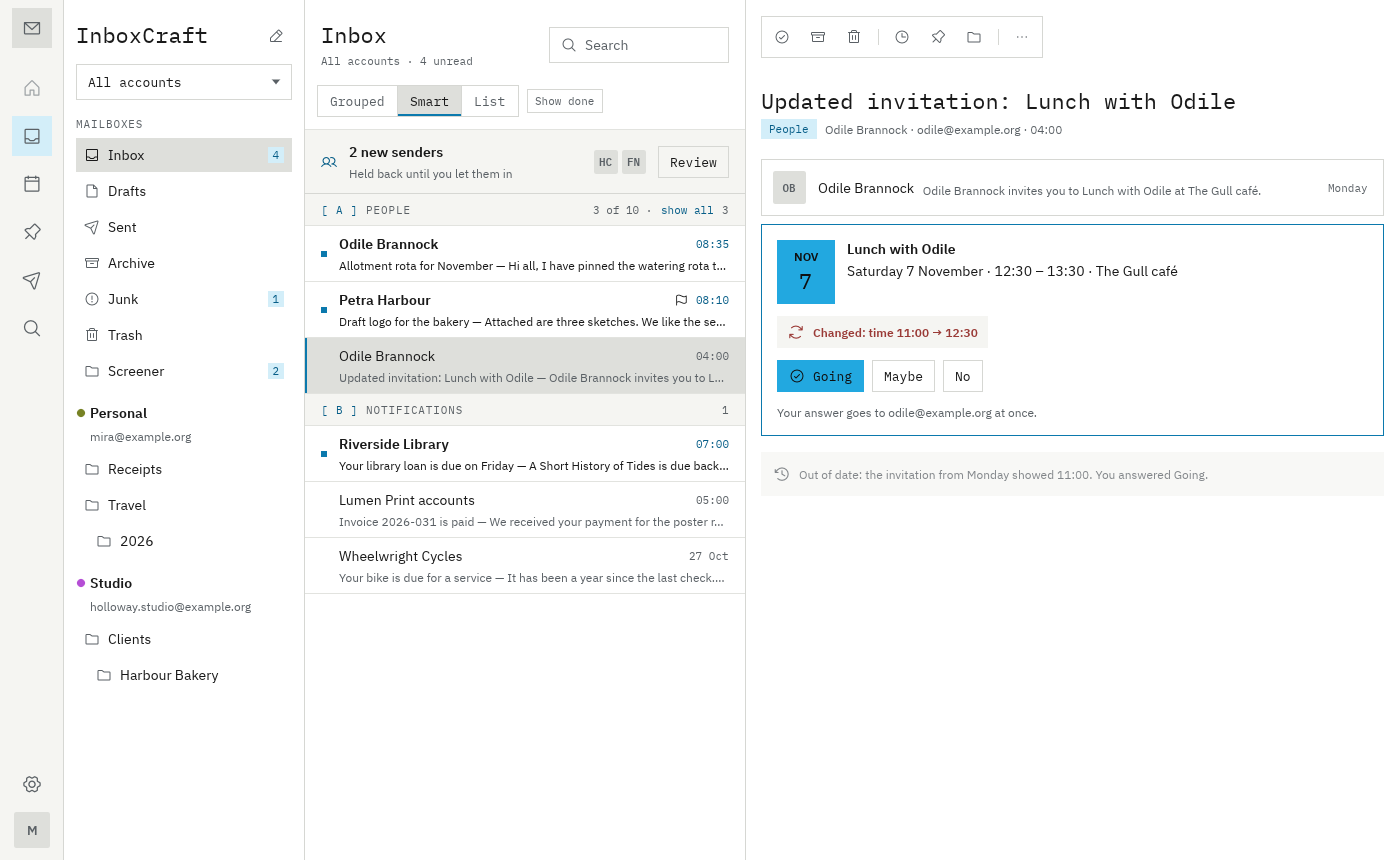 InboxCraft
All accounts
MAILBOXES
Inbox 4
Drafts
Sent
Archive
Junk 1
Trash
Screener 2
Personal
mira@example.org
Receipts
Travel
2026
Studio
holloway.studio@example.org
Clients
Harbour Bakery
M
Inbox
All accounts · 4 unread
Search
Grouped Smart List Show done
2 new senders
Held back until you let them in
HC FN Review
[ A ] PEOPLE 3 of 10 · show all 3
Odile Brannock 08:35
Allotment rota for November — Hi all, I have pinned the watering rota t…
Petra Harbour 08:10
Draft logo for the bakery — Attached are three sketches. We like the se…
Odile Brannock 04:00
Updated invitation: Lunch with Odile — Odile Brannock invites you to L…
[ B ] NOTIFICATIONS 1
Riverside Library 07:00
Your library loan is due on Friday — A Short History of Tides is due back…
Lumen Print accounts 05:00
Invoice 2026-031 is paid — We received your payment for the poster r…
Wheelwright Cycles 27 Oct
Your bike is due for a service — It has been a year since the last check.…
Updated invitation: Lunch with Odile
People Odile Brannock · odile@example.org · 04:00
OB Odile Brannock Odile Brannock invites you to Lunch with Odile at The Gull café. Monday
NOV
7
Lunch with Odile
Saturday 7 November · 12:30 – 13:30 · The Gull café
Changed: time 11:00 → 12:30
Going Maybe No
Your answer goes to odile@example.org at once.
Out of date: the invitation from Monday showed 11:00. You answered Going.